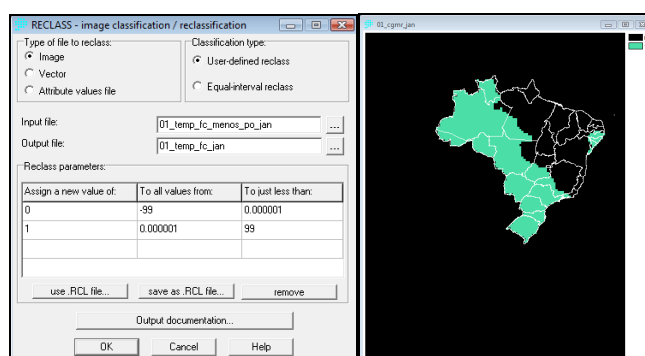 RECLASS - image classification / reclassification
Type of file to reclass:
Image
Vector
Attribute values file
Classification type:
User-defined reclass
Equal-interval reclass
Input file:
01_temp_fc_menos_po_jan
...
Output file:
01_temp_fc_jan
...
Reclass parameters:
Assign a new value of: To all values from: To just less than:
0 -99 0.000001
1 0.000001 99
use .RCL file... save as .RCL file... remove
Output documentation...
OK Cancel Help
01_cgmr_jan